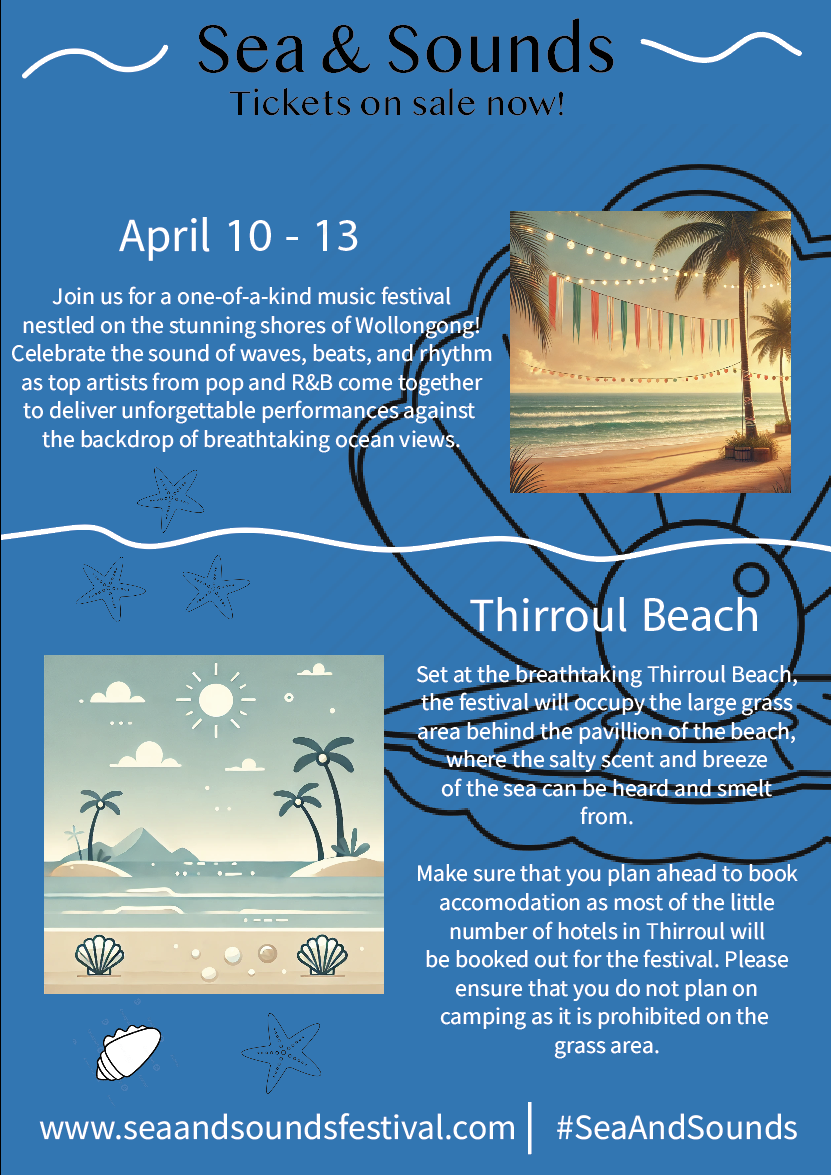 Sea & Sounds
Tickets on sale now!
April 10 - 13
Join us for a one-of-a-kind music festival
nestled on the stunning shores of Wollongong!
Celebrate the sound of waves, beats, and rhythm
as top artists from pop and R&B come together
to deliver unforgettable performances against
the backdrop of breathtaking ocean views.
Thirroul Beach
Set at the breathtaking Thirroul Beach,
the festival will occupy the large grass
area behind the pavillion of the beach,
where the salty scent and breeze
of the sea can be heard and smelt
from.
Make sure that you plan ahead to book
accomodation as most of the little
number of hotels in Thirroul will
be booked out for the festival. Please
ensure that you do not plan on
camping as it is prohibited on the
grass area.
www.seaandsoundsfestival.com | #SeaAndSounds